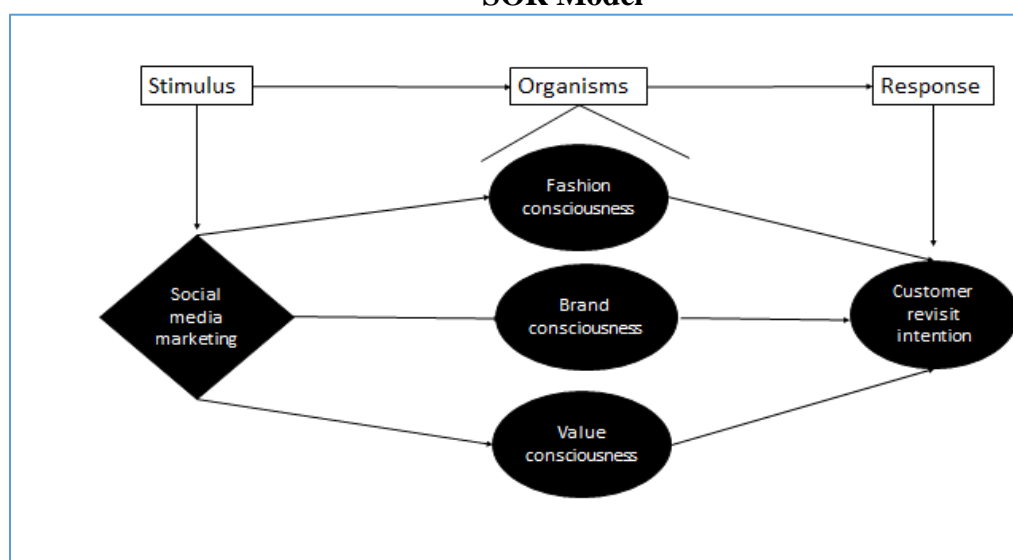 SOR Model
Stimulus
Organisms
Response
Fashion
consciousness
Social
media
marketing
Brand
consciousness
Customer
revisit
intention
Value
consciousness